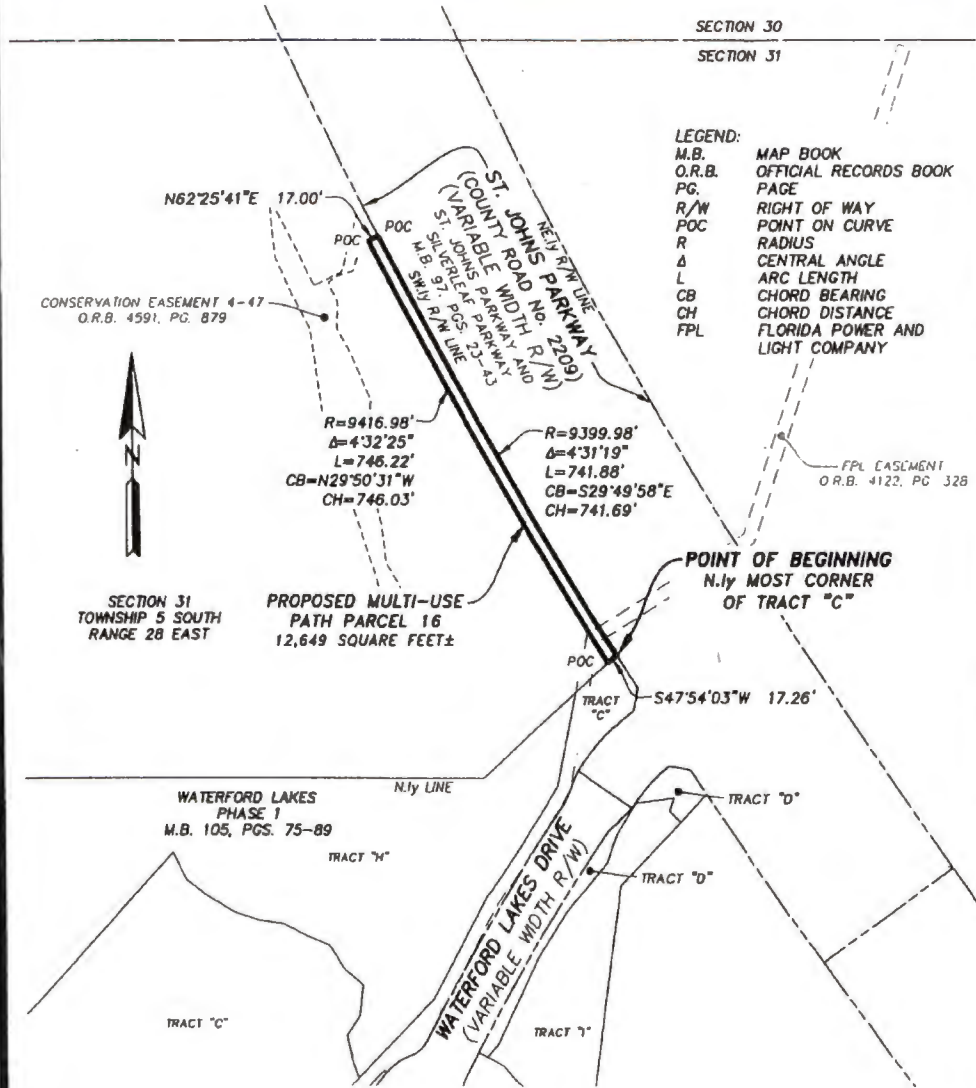 SECTION 30
SECTION 31
LEGEND:
M.B. MAP BOOK
O.R.B. OFFICIAL RECORDS BOOK
PG. PAGE
R/W RIGHT OF WAY
POC POINT ON CURVE
R RADIUS
Δ CENTRAL ANGLE
L ARC LENGTH
CB CHORD BEARING
CH CHORD DISTANCE
FPL FLORIDA POWER AND
LIGHT COMPANY
N62°25'41"E 17.00'
POC
POC
ST. JOHNS PARKWAY
(COUNTY ROAD No. 2209)
(VARIABLE WIDTH R/W)
ST. JOHNS PARKWAY AND
SILVERLEAF PARKWAY
M.B. 97, PGS. 23-43
SW.ly R/W LINE
NE.ly R/W LINE
CONSERVATION EASEMENT 4-47
O.R.B. 4591, PG. 879
N
R=9416.98'
Δ=4°32'25"
L=746.22'
CB=N29°50'31"W
CH=746.03'
R=9399.98'
Δ=4°31'19"
L=741.88'
CB=S29°49'58"E
CH=741.69'
FPL EASEMENT
O.R.B. 4122, PG 328
SECTION 31
TOWNSHIP 5 SOUTH
RANGE 28 EAST
PROPOSED MULTI-USE
PATH PARCEL 16
12,649 SQUARE FEET±
POINT OF BEGINNING
N.ly MOST CORNER
OF TRACT "C"
POC
TRACT
"C"
S47°54'03"W 17.26'
N.ly LINE
WATERFORD LAKES
PHASE 1
M.B. 105, PGS. 75-89
TRACT "H"
TRACT "D"
TRACT "D"
WATERFORD LAKES DRIVE
(VARIABLE WIDTH R/W)
TRACT "C"
TRACT "I"